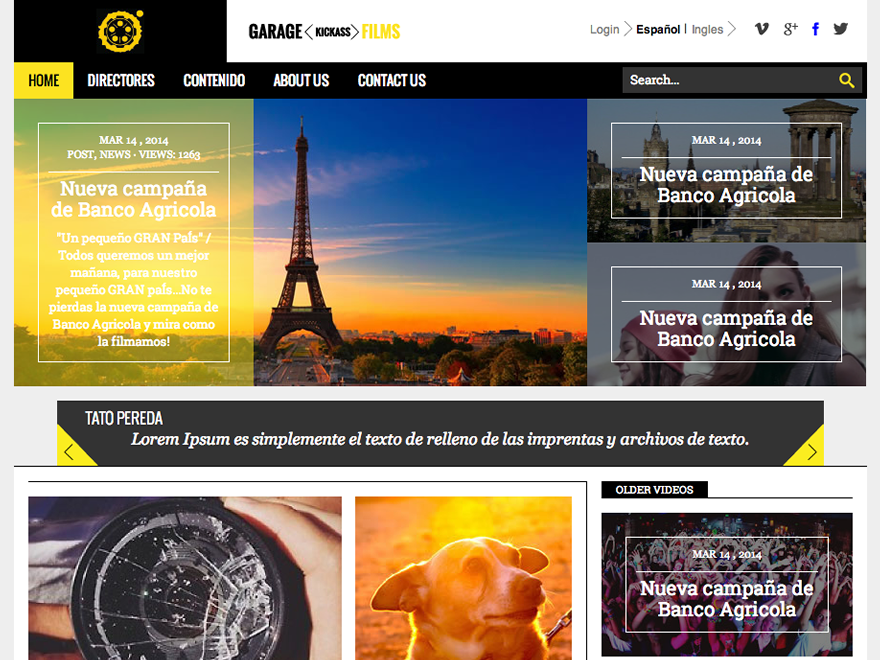 GARAGE <KICKASS> FILMS
Login > Español | Ingles >
HOME DIRECTORES CONTENIDO ABOUT US CONTACT US Search...
MAR 14 , 2014
POST, NEWS · VIEWS: 1263
Nueva campaña
de Banco Agricola
"Un pequeño GRAN País" /
Todos queremos un mejor
mañana, para nuestro
pequeño GRAN país...No te
pierdas la nueva campaña de
Banco Agricola y mira como
la filmamos!
MAR 14 , 2014
Nueva campaña de
Banco Agricola
MAR 14 , 2014
Nueva campaña de
Banco Agricola
TATO PEREDA
Lorem Ipsum es simplemente el texto de relleno de las imprentas y archivos de texto.
OLDER VIDEOS
MAR 14 , 2014
Nueva campaña de
Banco Agricola